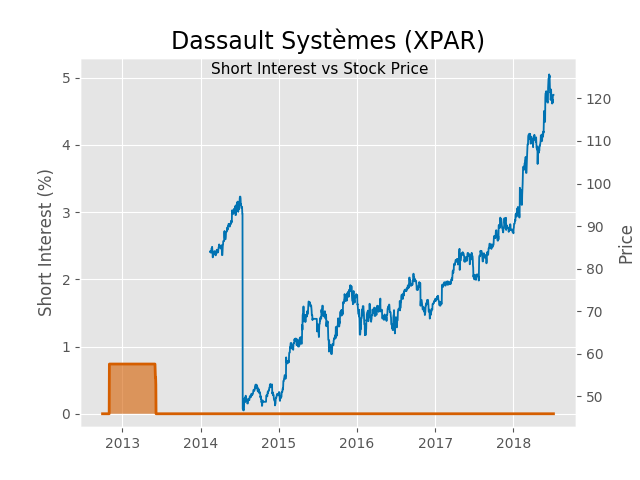 Dassault Systèmes (XPAR)
Short Interest vs Stock Price
Short Interest (%)
5
4
3
2
1
0
120
110
100
90
80
70
60
50
Price
2013 2014 2015 2016 2017 2018